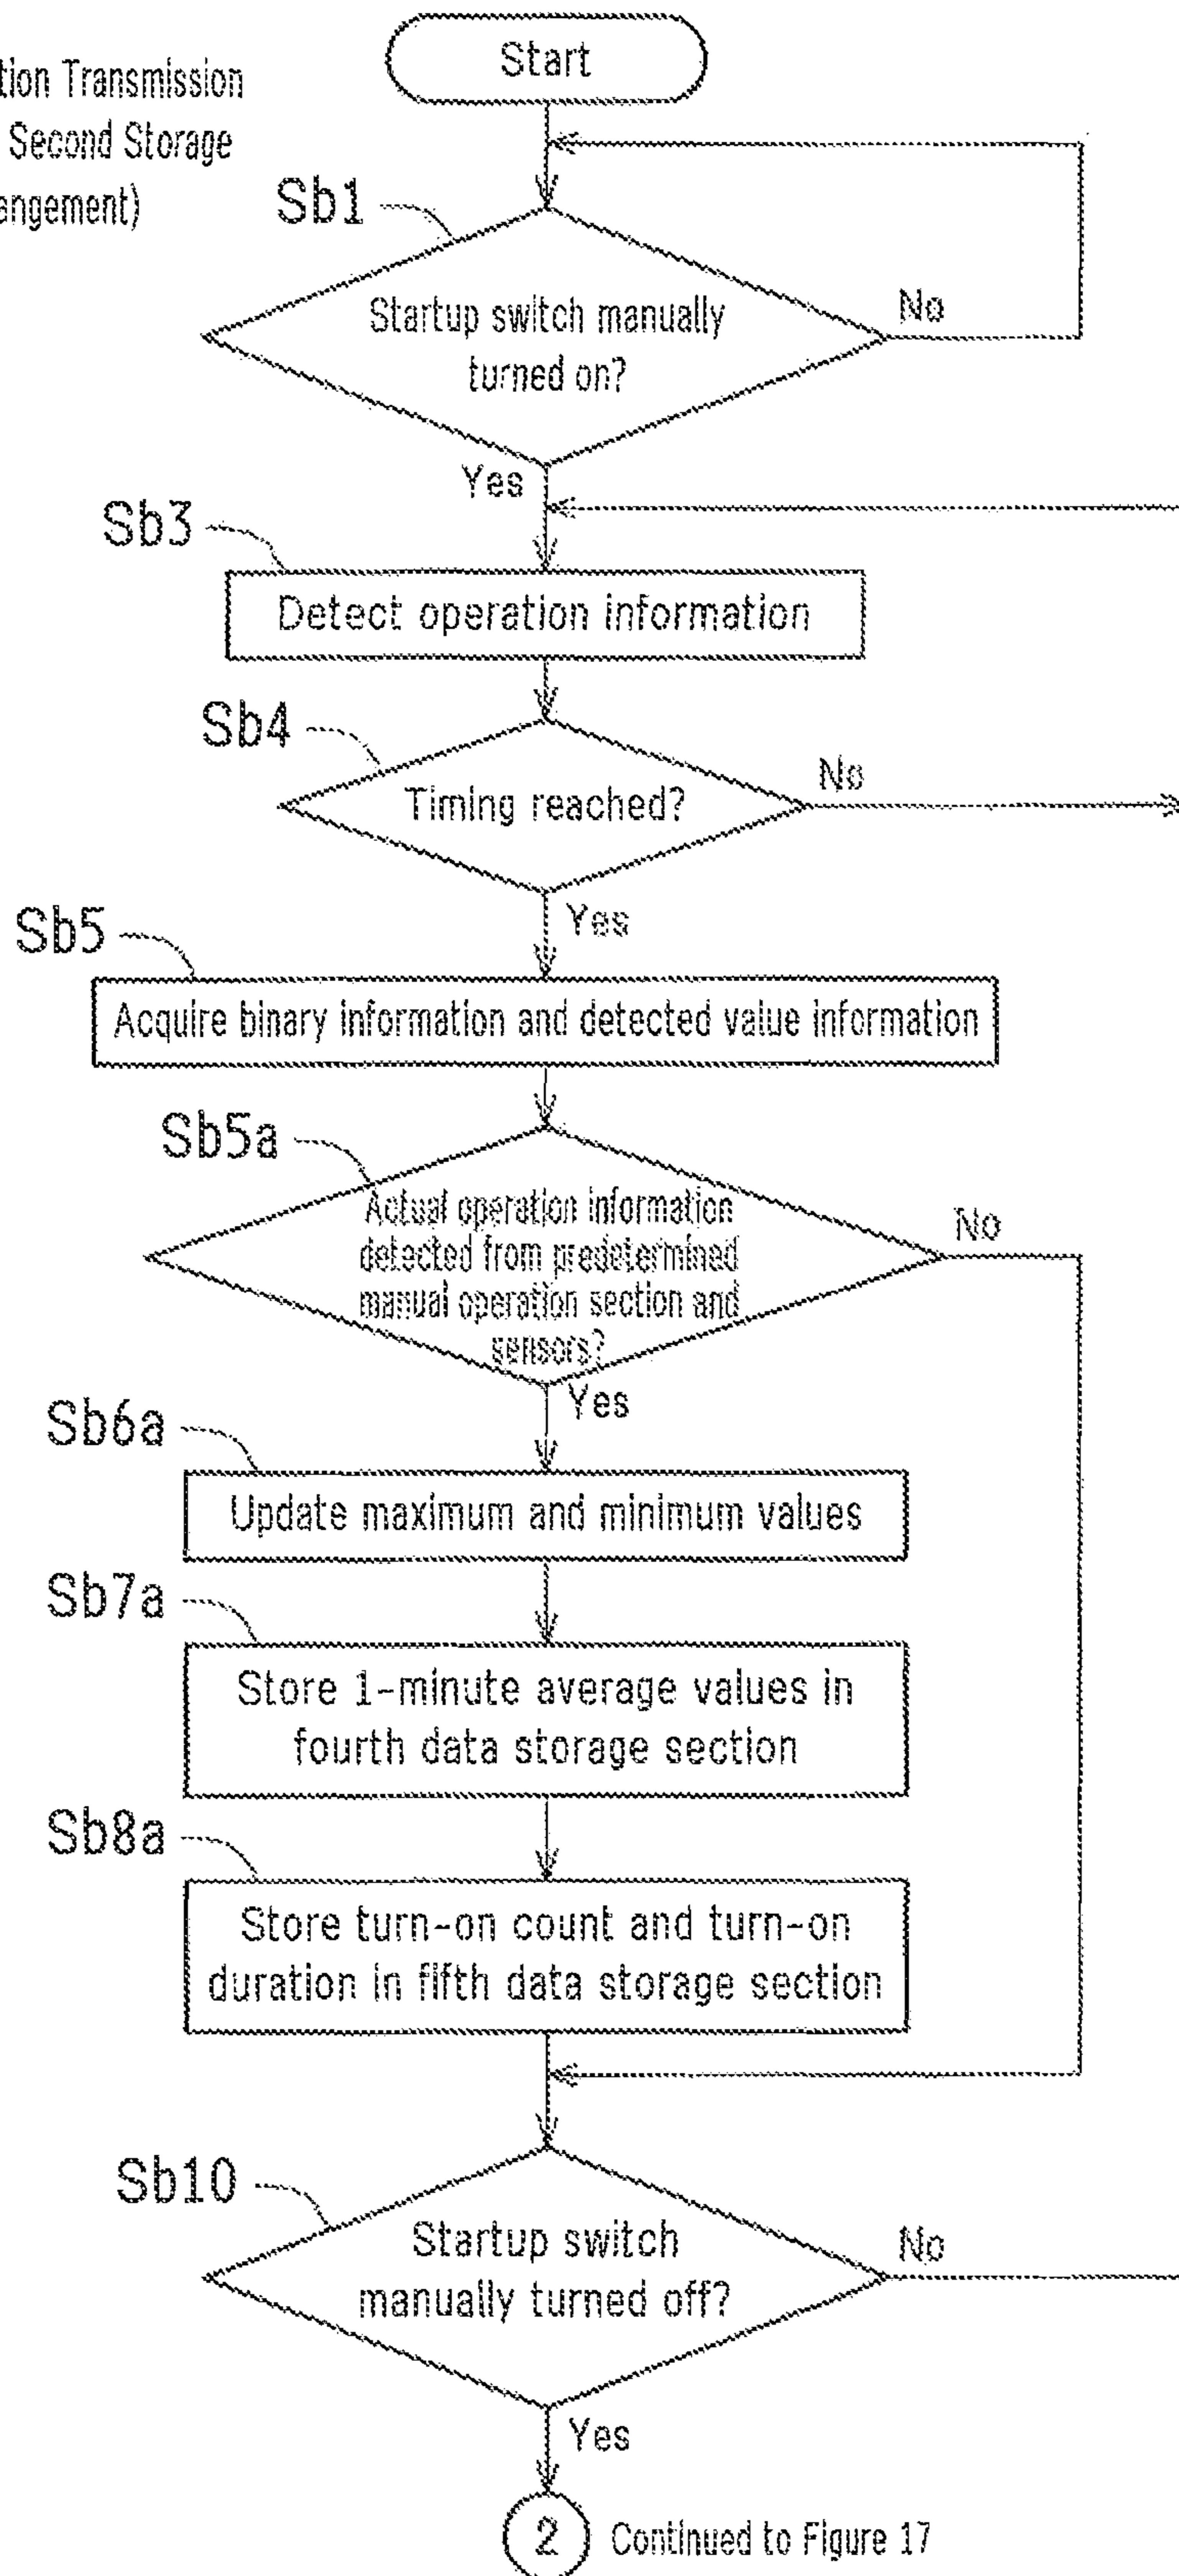 Start
tion Transmission
Second Storage
angement)
Sb1
Startup switch manually
turned on?
No
Yes
Sb3
Detect operation information
Sb4
Timing reached?
No
Yes
Sb5
Acquire binary information and detected value information
Sb5a
Actual operation information
detected from predetermined
manual operation section and
sensors?
No
Yes
Sb6a
Update maximum and minimum values
Sb7a
Store 1-minute average values in
fourth data storage section
Sb8a
Store turn-on count and turn-on
duration in fifth data storage section
Sb10
Startup switch
manually turned off?
No
Yes
2 Continued to Figure 17